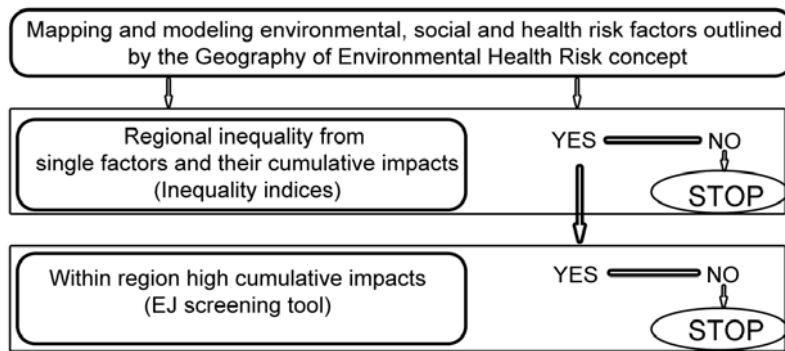 Mapping and modeling environmental, social and health risk factors outlined
by the Geography of Environmental Health Risk concept
Regional inequality from
single factors and their cumulative impacts
(Inequality indices)
YES NO
STOP
Within region high cumulative impacts
(EJ screening tool)
YES NO
STOP